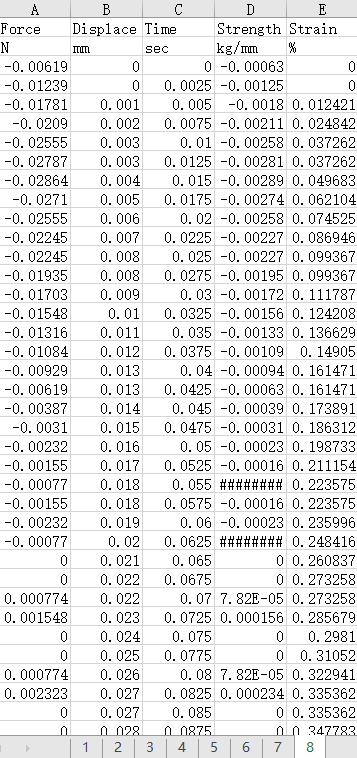 A B C D E
Force Displace Time Strength Strain
N mm sec kg/mm %
-0.00619 0 0 -0.00063 0
-0.01239 0 0.0025 -0.00125 0
-0.01781 0.001 0.005 -0.0018 0.012421
-0.0209 0.002 0.0075 -0.00211 0.024842
-0.02555 0.003 0.01 -0.00258 0.037262
-0.02787 0.003 0.0125 -0.00281 0.037262
-0.02864 0.004 0.015 -0.00289 0.049683
-0.0271 0.005 0.0175 -0.00274 0.062104
-0.02555 0.006 0.02 -0.00258 0.074525
-0.02245 0.007 0.0225 -0.00227 0.086946
-0.02245 0.008 0.025 -0.00227 0.099367
-0.01935 0.008 0.0275 -0.00195 0.099367
-0.01703 0.009 0.03 -0.00172 0.111787
-0.01548 0.01 0.0325 -0.00156 0.124208
-0.01316 0.011 0.035 -0.00133 0.136629
-0.01084 0.012 0.0375 -0.00109 0.14905
-0.00929 0.013 0.04 -0.00094 0.161471
-0.00619 0.013 0.0425 -0.00063 0.161471
-0.00387 0.014 0.045 -0.00039 0.173891
-0.0031 0.015 0.0475 -0.00031 0.186312
-0.00232 0.016 0.05 -0.00023 0.198733
-0.00155 0.017 0.0525 -0.00016 0.211154
-0.00077 0.018 0.055 ######## 0.223575
-0.00155 0.018 0.0575 -0.00016 0.223575
-0.00232 0.019 0.06 -0.00023 0.235996
-0.00077 0.02 0.0625 ######## 0.248416
0 0.021 0.065 0 0.260837
0 0.022 0.0675 0 0.273258
0.000774 0.022 0.07 7.82E-05 0.273258
0.001548 0.023 0.0725 0.000156 0.285679
0 0.024 0.075 0 0.2981
0 0.025 0.0775 0 0.31052
0.000774 0.026 0.08 7.82E-05 0.322941
0.002323 0.027 0.0825 0.000234 0.335362
0 0.027 0.085 0 0.335362
0 0.028 0.0875 0 0.347783
1 2 3 4 5 6 7 8